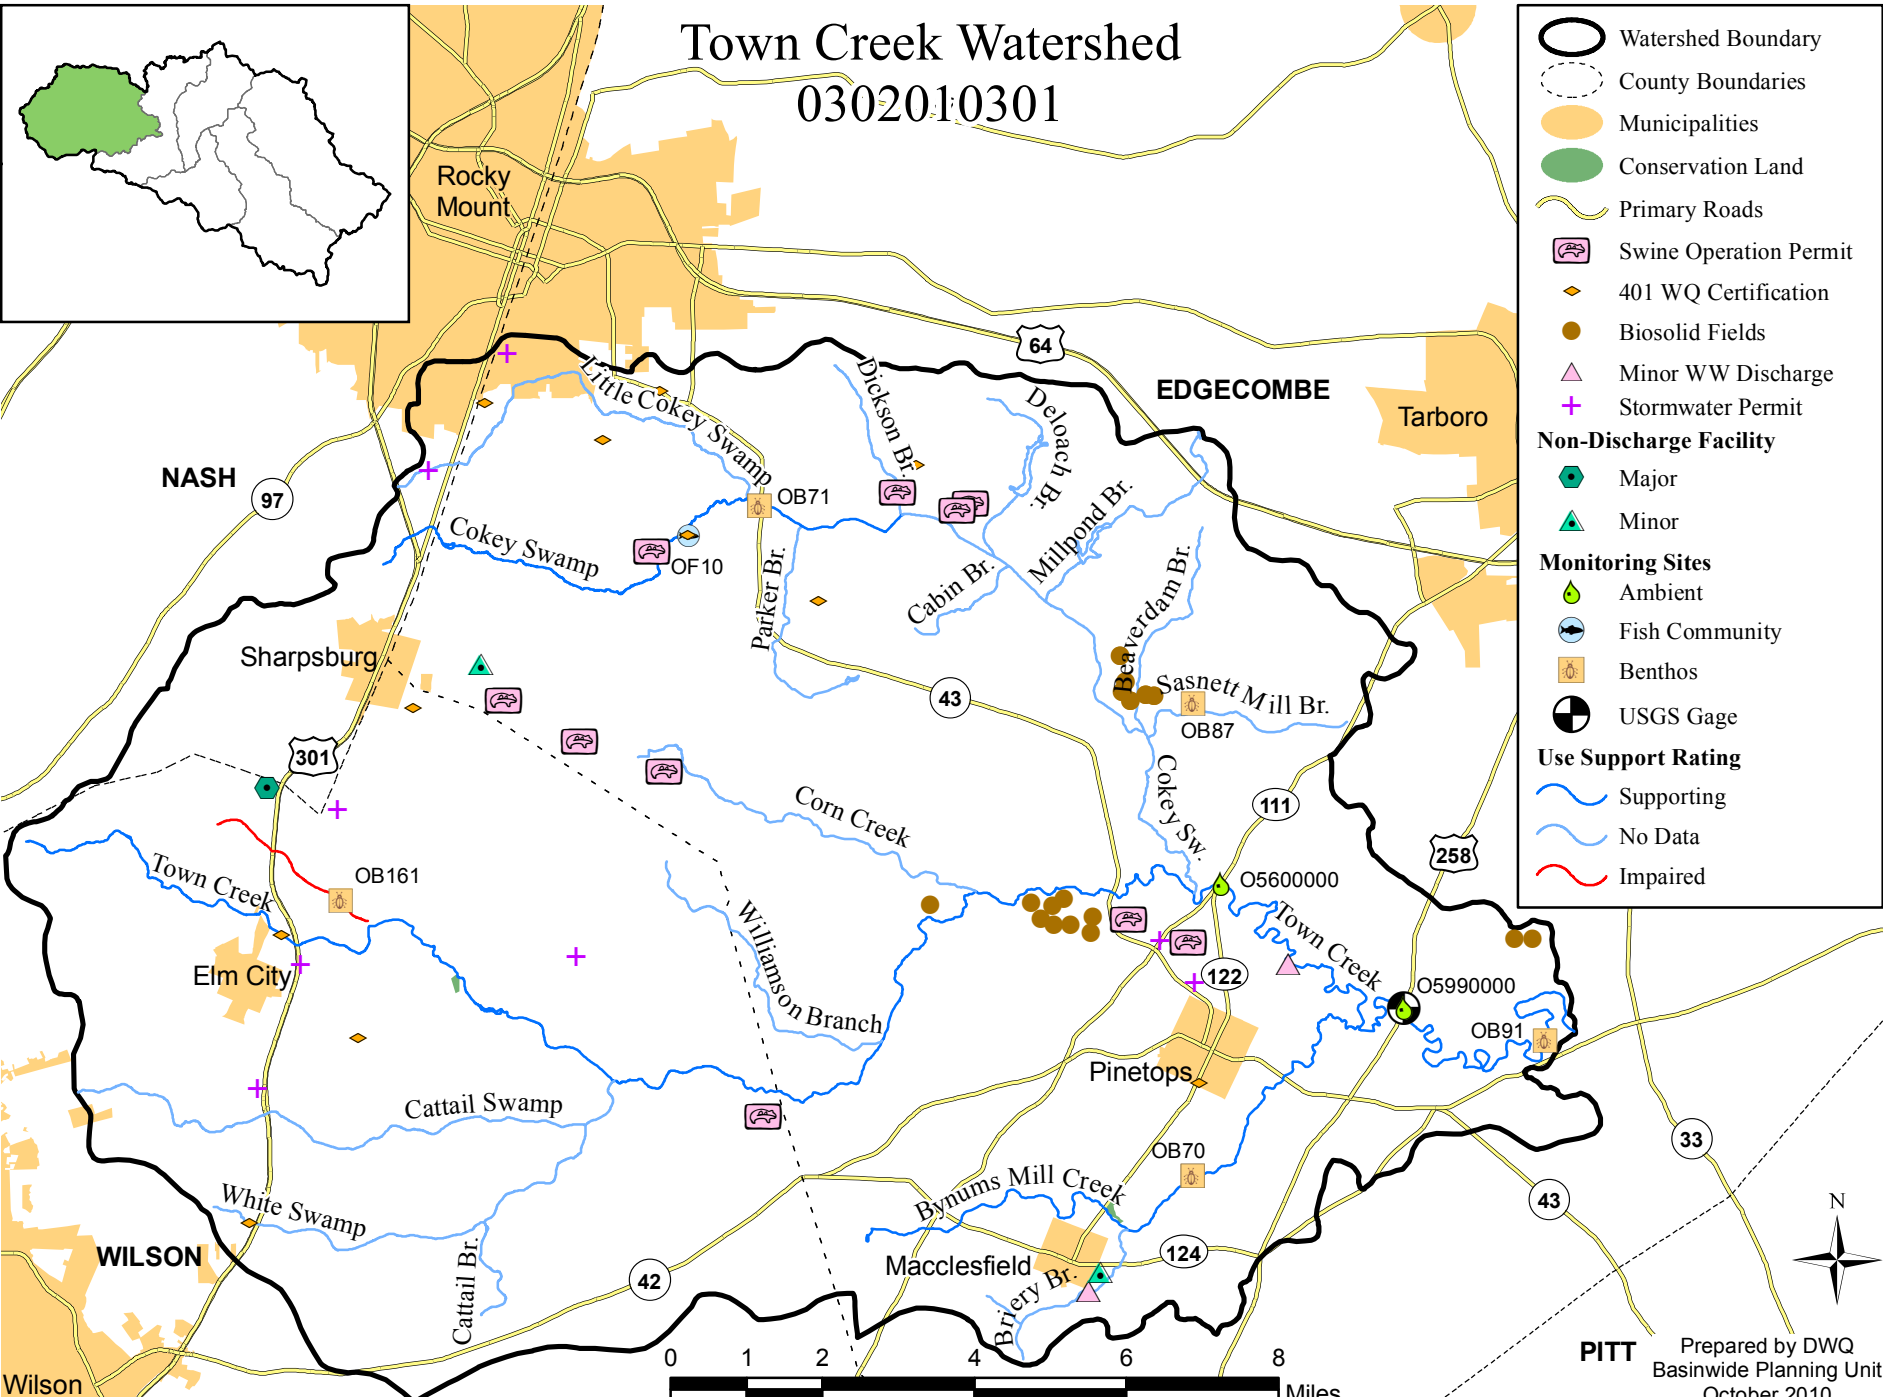 Town Creek Watershed
0302010301
Watershed Boundary
County Boundaries
Municipalities
Conservation Land
Primary Roads
Swine Operation Permit
401 WQ Certification
Biosolid Fields
Minor WW Discharge
Stormwater Permit
Non-Discharge Facility
Major
Minor
Monitoring Sites
Ambient
Fish Community
Benthos
USGS Gage
Use Support Rating
Supporting
No Data
Impaired
Rocky
Mount
64
EDGECOMBE
Tarboro
NASH
97
Little Cokey Swamp
Dickson Br.
Deloach Br.
OB71
Cokey Swamp
OF10
Millpond Br.
Cabin Br.
Parker Br.
Beaverdam Br.
Sharpsburg
43
Sasnett Mill Br.
OB87
301
Cokey Sw.
111
Corn Creek
258
Town Creek
OB161
O5600000
Williamson Branch
Town Creek
Elm City
122
O5990000
OB91
Pinetops
Cattail Swamp
33
OB70
Bynums Mill Creek
White Swamp
43
N
WILSON
Cattail Br.
42
Macclesfield
124
Briery Br.
PITT
Prepared by DWQ
Basinwide Planning Unit
October 2010
Wilson
0 1 2 4 6 8
Miles